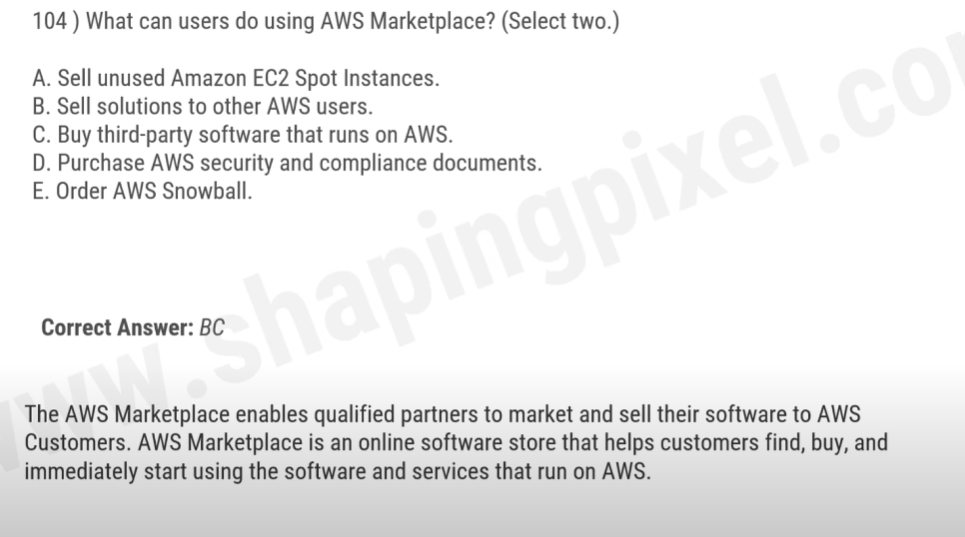 104 ) What can users do using AWS Marketplace? (Select two.)
A. Sell unused Amazon EC2 Spot Instances.
B. Sell solutions to other AWS users.
C. Buy third-party software that runs on AWS.
D. Purchase AWS security and compliance documents.
E. Order AWS Snowball.
www.shapingpixel.co
Correct Answer: BC
The AWS Marketplace enables qualified partners to market and sell their software to AWS
Customers. AWS Marketplace is an online software store that helps customers find, buy, and
immediately start using the software and services that run on AWS.